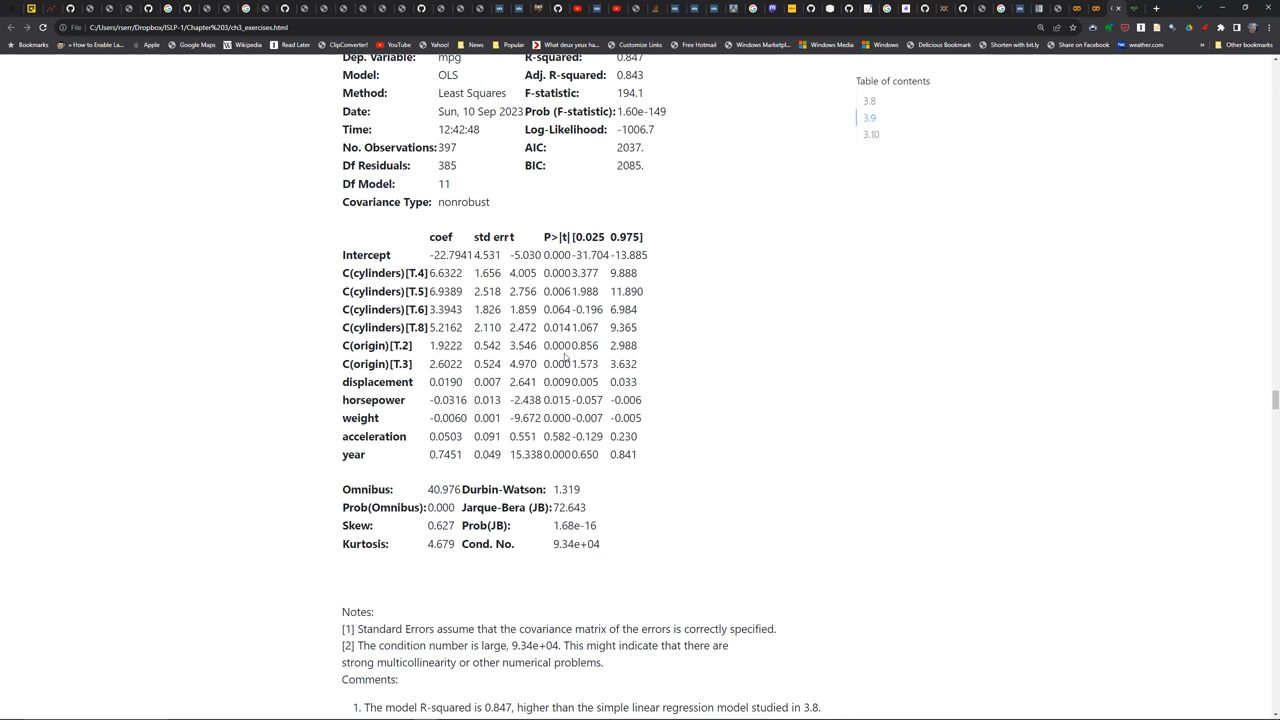 File C:/Users/rserr/Dropbox/ISLP-1/Chapter%203/ch3_exercises.html
Bookmarks How to Enable La... Apple Google Maps Wikipedia Read Later ClipConverter! YouTube Yahoo! News Popular What deux yeux ha... Customize Links Free Hotmail Windows Marketpl... Windows Media Windows Delicious Bookmark Shorten with bit.ly Share on Facebook weather.com » Other bookmarks
Dep. Variable: mpg R-squared: 0.847
Model: OLS Adj. R-squared: 0.843
Method: Least Squares F-statistic: 194.1
Date: Sun, 10 Sep 2023 Prob (F-statistic): 1.60e-149
Time: 12:42:48 Log-Likelihood: -1006.7
No. Observations: 397 AIC: 2037.
Df Residuals: 385 BIC: 2085.
Df Model: 11
Covariance Type: nonrobust
coef std err t P>|t| [0.025 0.975]
Intercept -22.7941 4.531 -5.030 0.000 -31.704 -13.885
C(cylinders)[T.4] 6.6322 1.656 4.005 0.000 3.377 9.888
C(cylinders)[T.5] 6.9389 2.518 2.756 0.006 1.988 11.890
C(cylinders)[T.6] 3.3943 1.826 1.859 0.064 -0.196 6.984
C(cylinders)[T.8] 5.2162 2.110 2.472 0.014 1.067 9.365
C(origin)[T.2] 1.9222 0.542 3.546 0.000 0.856 2.988
C(origin)[T.3] 2.6022 0.524 4.970 0.000 1.573 3.632
displacement 0.0190 0.007 2.641 0.009 0.005 0.033
horsepower -0.0316 0.013 -2.438 0.015 -0.057 -0.006
weight -0.0060 0.001 -9.672 0.000 -0.007 -0.005
acceleration 0.0503 0.091 0.551 0.582 -0.129 0.230
year 0.7451 0.049 15.338 0.000 0.650 0.841
Omnibus: 40.976 Durbin-Watson: 1.319
Prob(Omnibus): 0.000 Jarque-Bera (JB): 72.643
Skew: 0.627 Prob(JB): 1.68e-16
Kurtosis: 4.679 Cond. No. 9.34e+04
Notes:
[1] Standard Errors assume that the covariance matrix of the errors is correctly specified.
[2] The condition number is large, 9.34e+04. This might indicate that there are
strong multicollinearity or other numerical problems.
Comments:
1. The model R-squared is 0.847, higher than the simple linear regression model studied in 3.8.
Table of contents
3.8
3.9
3.10